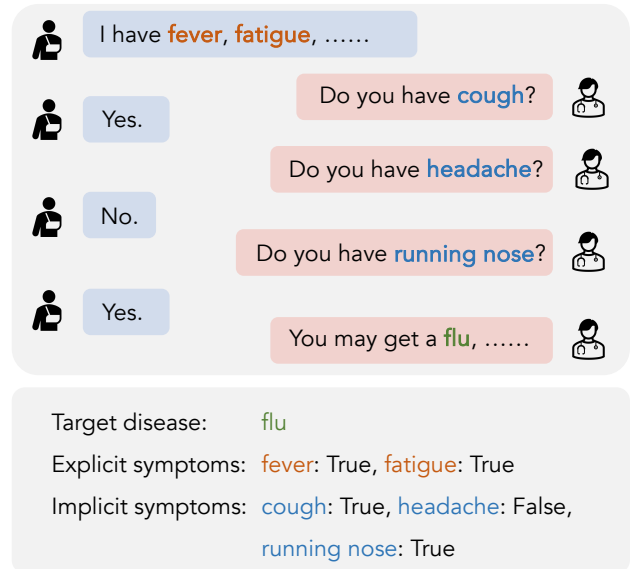 I have fever, fatigue, ......
Do you have cough?
Yes.
Do you have headache?
No.
Do you have running nose?
Yes.
You may get a flu, ......
Target disease: flu
Explicit symptoms: fever: True, fatigue: True
Implicit symptoms: cough: True, headache: False,
running nose: True